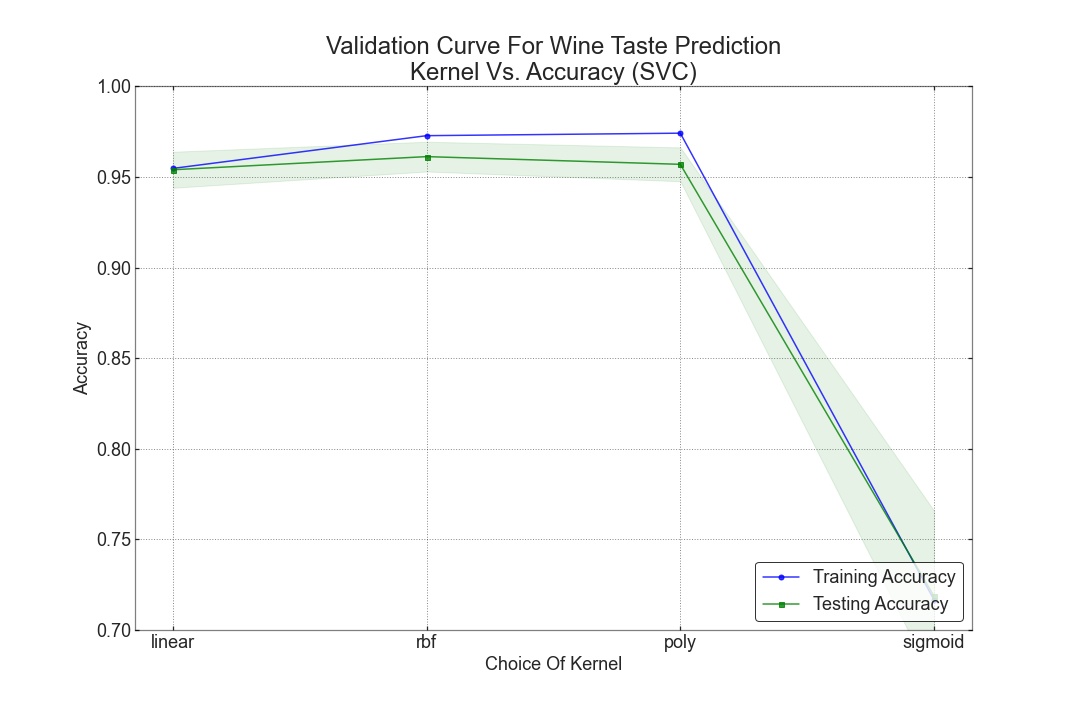 Validation Curve For Wine Taste Prediction
Kernel Vs. Accuracy (SVC)
1.00
0.95
0.90
0.85
0.80
0.75
0.70
Accuracy
Training Accuracy
Testing Accuracy
linear rbf poly sigmoid
Choice Of Kernel